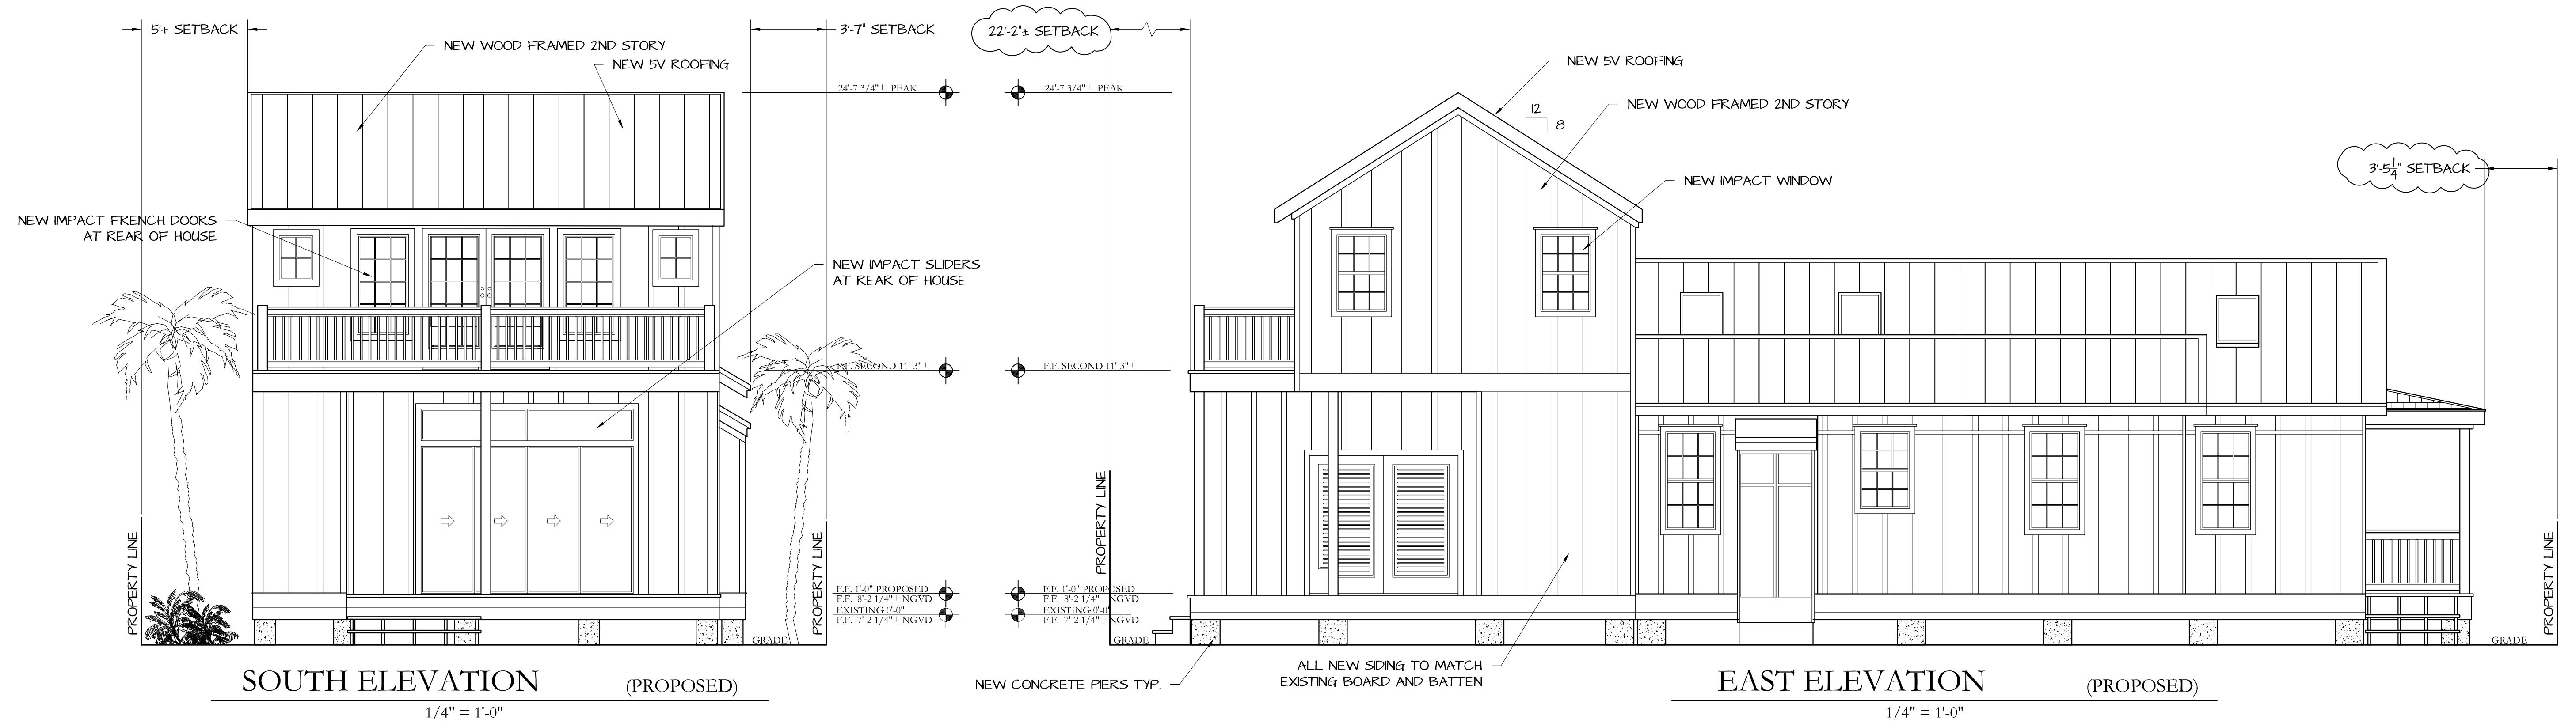 5'± SETBACK
3'-7" SETBACK
22'-2"± SETBACK
NEW WOOD FRAMED 2ND STORY
NEW 5V ROOFING
NEW 5V ROOFING
24'-7 3/4"± PEAK
24'-7 3/4"± PEAK
NEW WOOD FRAMED 2ND STORY
12
8
3'-5 1/4" SETBACK
NEW IMPACT WINDOW
NEW IMPACT FRENCH DOORS
AT REAR OF HOUSE
NEW IMPACT SLIDERS
AT REAR OF HOUSE
F.F. SECOND 11'-3"±
F.F. SECOND 11'-3"±
PROPERTY LINE
PROPERTY LINE
PROPERTY LINE
PROPERTY LINE
F.F. 1'-0" PROPOSED
F.F. 8'-2 1/4"± NGVD
EXISTING 0'-0"
F.F. 7'-2 1/4"± NGVD
F.F. 1'-0" PROPOSED
F.F. 8'-2 1/4"± NGVD
EXISTING 0'-0"
F.F. 7'-2 1/4"± NGVD
GRADE
GRADE
GRADE
ALL NEW SIDING TO MATCH
EXISTING BOARD AND BATTEN
NEW CONCRETE PIERS TYP.
SOUTH ELEVATION (PROPOSED)
1/4" = 1'-0"
EAST ELEVATION (PROPOSED)
1/4" = 1'-0"